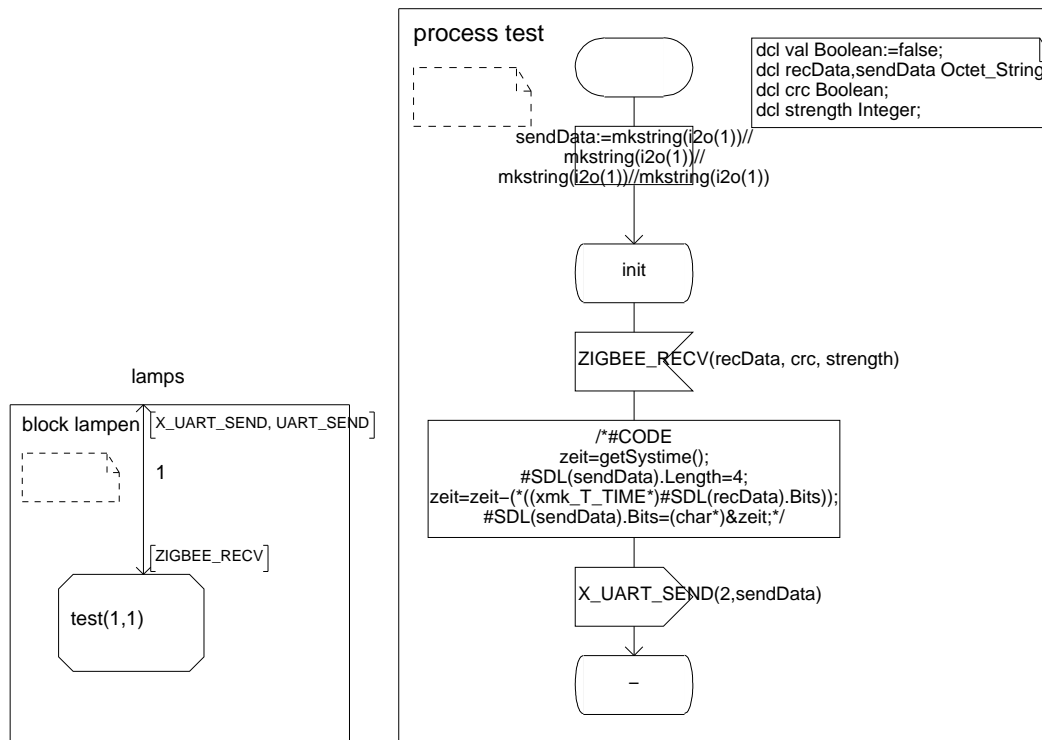 lamps
block lampen
[X_UART_SEND, UART_SEND]
1
[ZIGBEE_RECV]
test(1,1)
process test
dcl val Boolean:=false;
dcl recData,sendData Octet_String
dcl crc Boolean;
dcl strength Integer;
sendData:=mkstring(i2o(1))//
mkstring(i2o(1))//
mkstring(i2o(1))//mkstring(i2o(1))
init
ZIGBEE_RECV(recData, crc, strength)
/*#CODE
zeit=getSystime();
#SDL(sendData).Length=4;
zeit=zeit−(*((xmk_T_TIME*)#SDL(recData).Bits));
#SDL(sendData).Bits=(char*)&zeit;*/
X_UART_SEND(2,sendData)
−